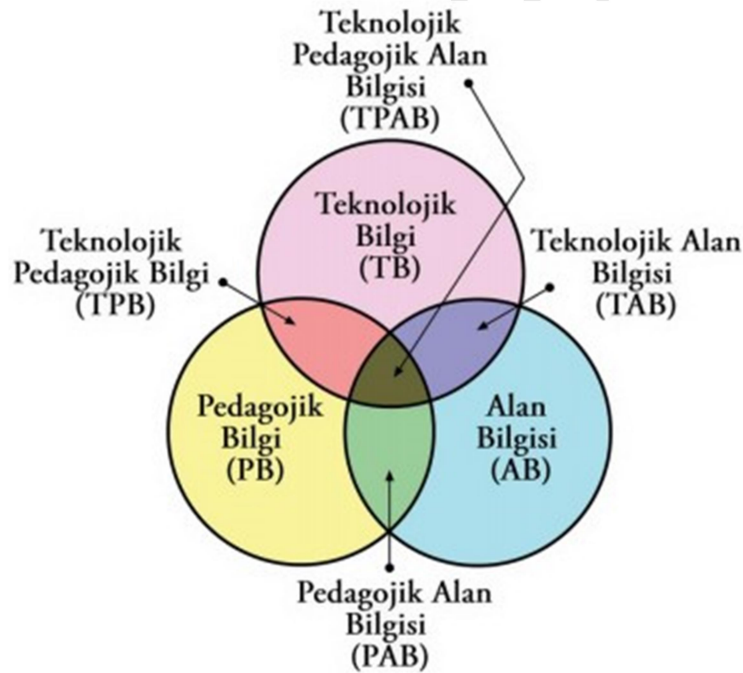 Teknolojik
Pedagojik Alan
Bilgisi
(TPAB)
Teknolojik
Bilgi
(TB)
Teknolojik
Pedagojik Bilgi
(TPB)
Teknolojik Alan
Bilgisi
(TAB)
Pedagojik
Bilgi
(PB)
Alan
Bilgisi
(AB)
Pedagojik Alan
Bilgisi
(PAB)